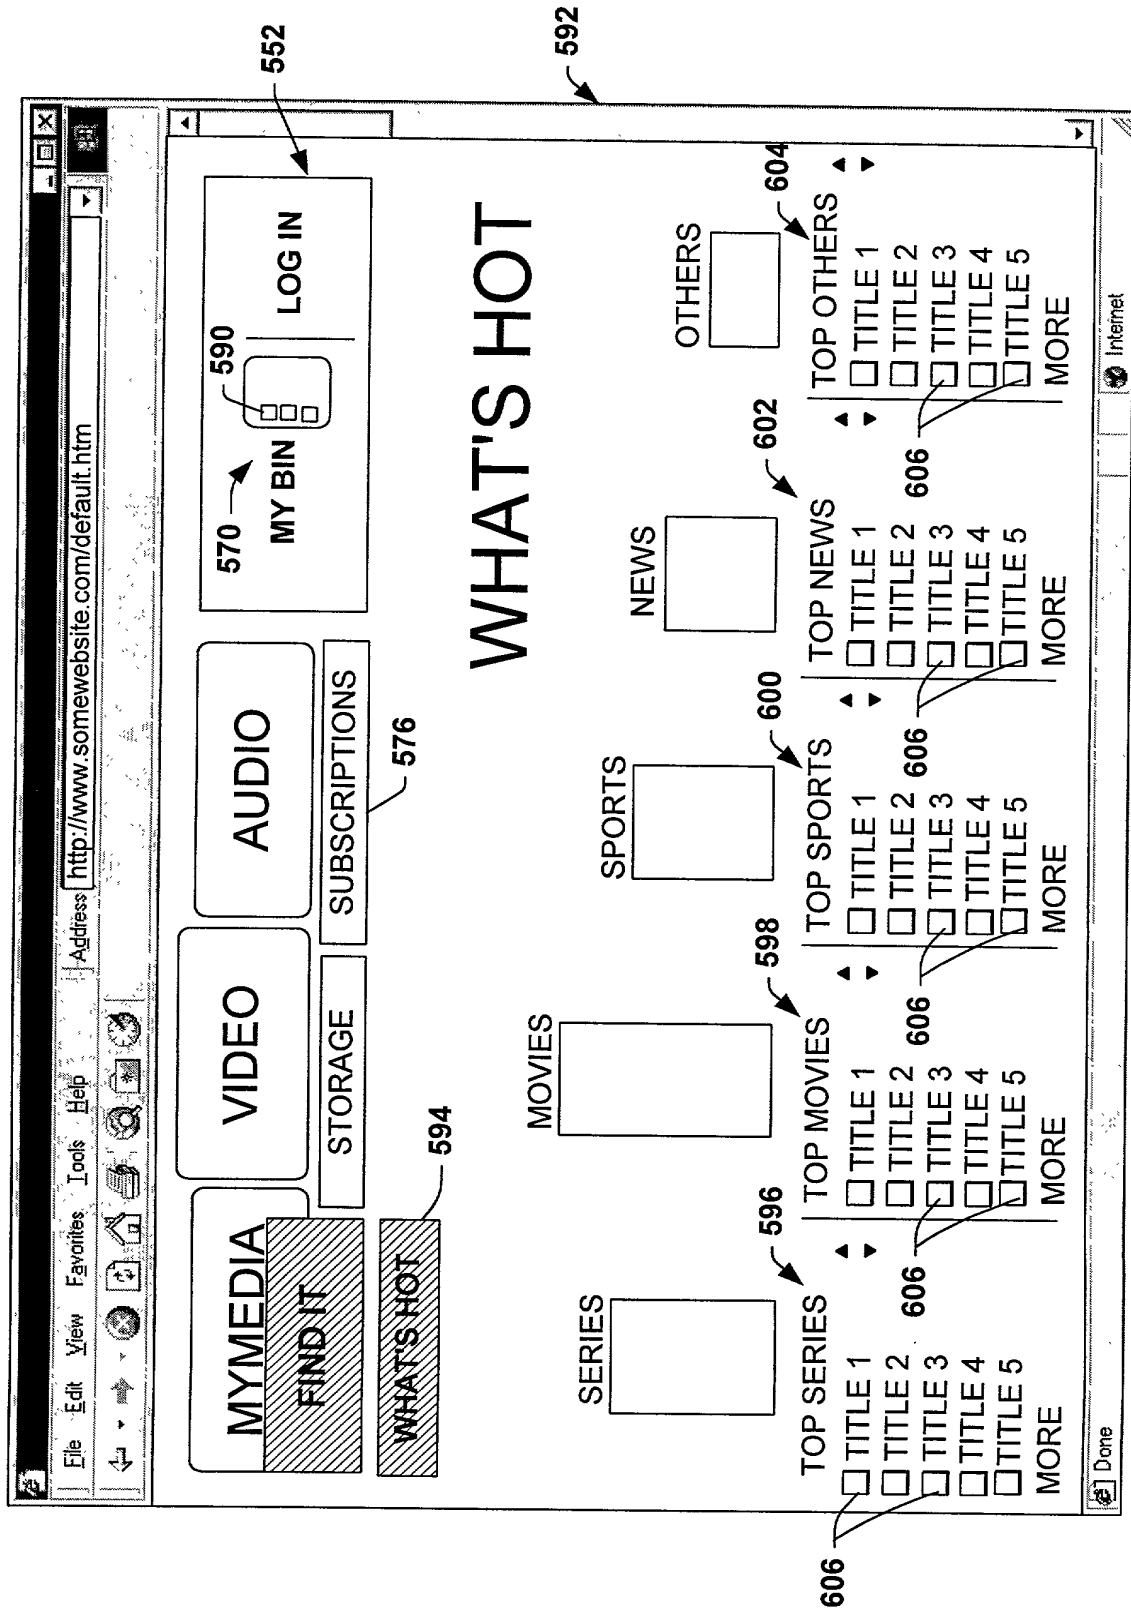 File Edit View Favorites Tools Help Address http://www.somewebsite.com/default.htm
592
552
MYMEDIA VIDEO AUDIO
FIND IT STORAGE SUBSCRIPTIONS
WHAT'S HOT
594
576
570
MY BIN
590
LOG IN
WHAT'S HOT
SERIES MOVIES SPORTS NEWS OTHERS
596 598 600 602 604
TOP SERIES TOP MOVIES TOP SPORTS TOP NEWS TOP OTHERS
TITLE 1 TITLE 1 TITLE 1 TITLE 1 TITLE 1
TITLE 2 TITLE 2 TITLE 2 TITLE 2 TITLE 2
TITLE 3 TITLE 3 TITLE 3 TITLE 3 TITLE 3
TITLE 4 TITLE 4 TITLE 4 TITLE 4 TITLE 4
TITLE 5 TITLE 5 TITLE 5 TITLE 5 TITLE 5
MORE MORE MORE MORE MORE
606 606 606 606 606
Done Internet